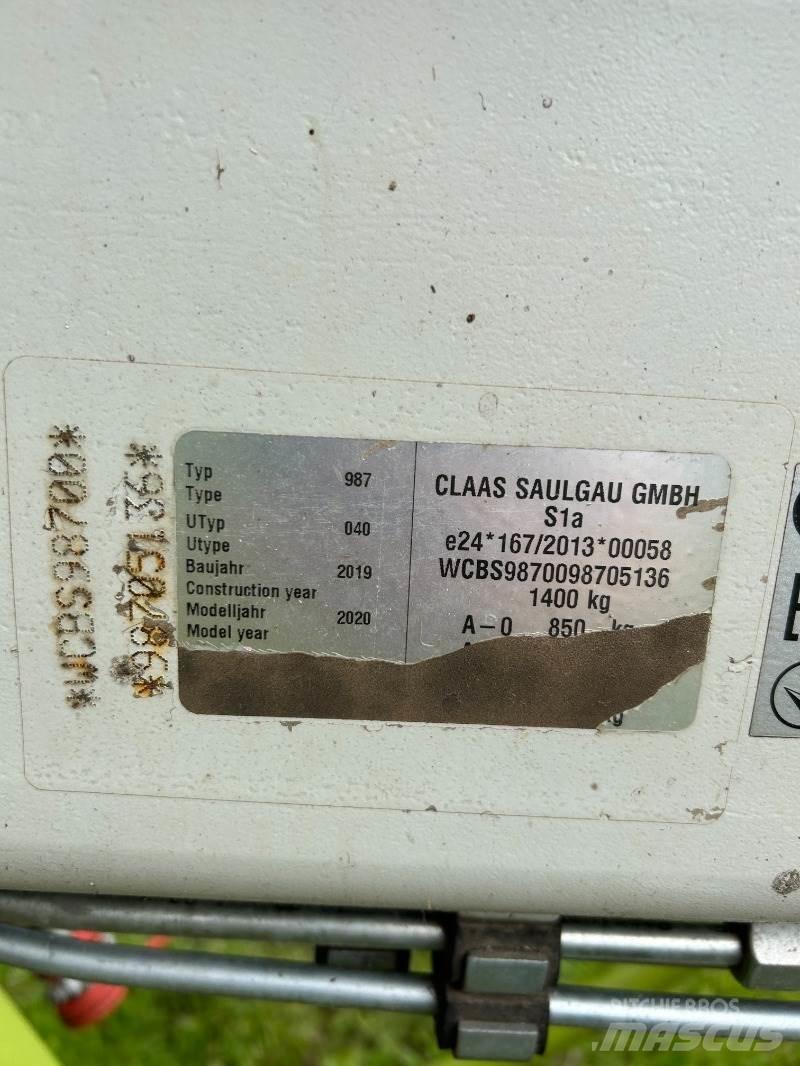 *WCBS98700*
*98705136*
Typ
Type 987
UTyp
Utype 040
Baujahr
Construction year 2019
Modelljahr
Model year 2020
CLAAS SAULGAU GMBH
S1a
e24*167/2013*00058
WCBS9870098705136
1400 kg
A-0 850 kg
RITCHIE BROS
MASCUS